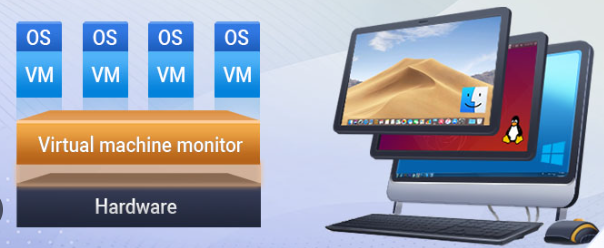 OS OS OS OS
VM VM VM VM
Virtual machine monitor
Hardware